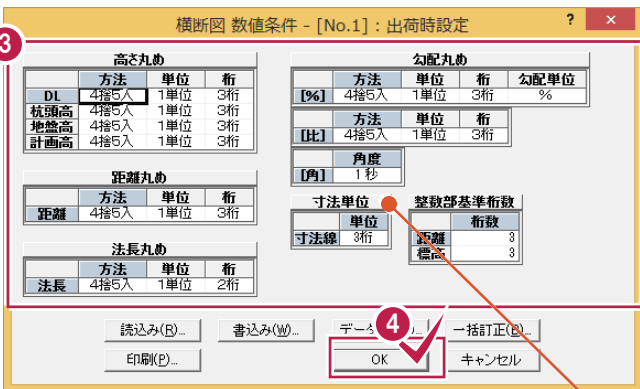 横断図 数値条件 - [No.1] : 出荷時設定 ? ×
3
高さ丸め
方法 単位 桁
DL 4捨5入 1単位 3桁
杭頭高 4捨5入 1単位 3桁
地盤高 4捨5入 1単位 3桁
計画高 4捨5入 1単位 3桁
距離丸め
方法 単位 桁
距離 4捨5入 1単位 3桁
法長丸め
方法 単位 桁
法長 4捨5入 1単位 2桁
勾配丸め
方法 単位 桁 勾配単位
[%] 4捨5入 1単位 3桁 %
方法 単位 桁
[比] 4捨5入 1単位 3桁
角度
[角] 1秒
寸法単位
単位
寸法線 3桁
整数部基準桁数
桁数
距離 3
標高 3
読込み(R)... 書込み(W)... データ 一括訂正
4
印刷(P)... OK キャンセル